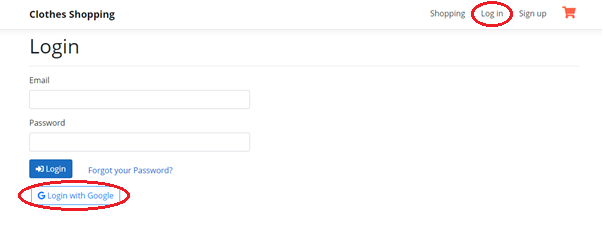 Clothes Shopping Shopping Log in Sign up
Login
Email
Password
Login Forgot your Password?
Login with Google